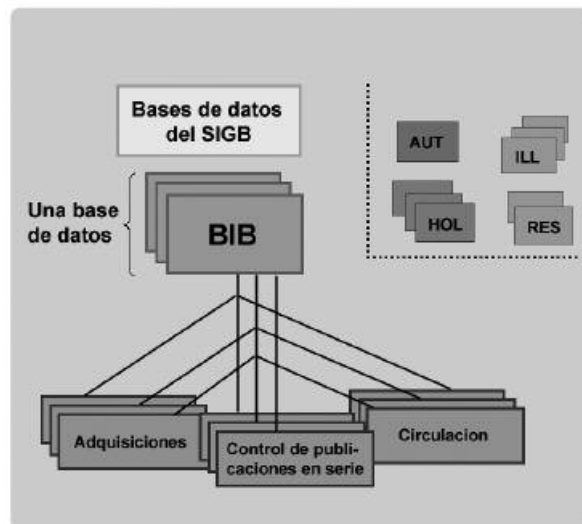 Bases de datos
del SIGB
Una base
de datos
BIB
AUT
ILL
HOL
RES
Adquisiciones
Control de publi-
caciones en serie
Circulacion